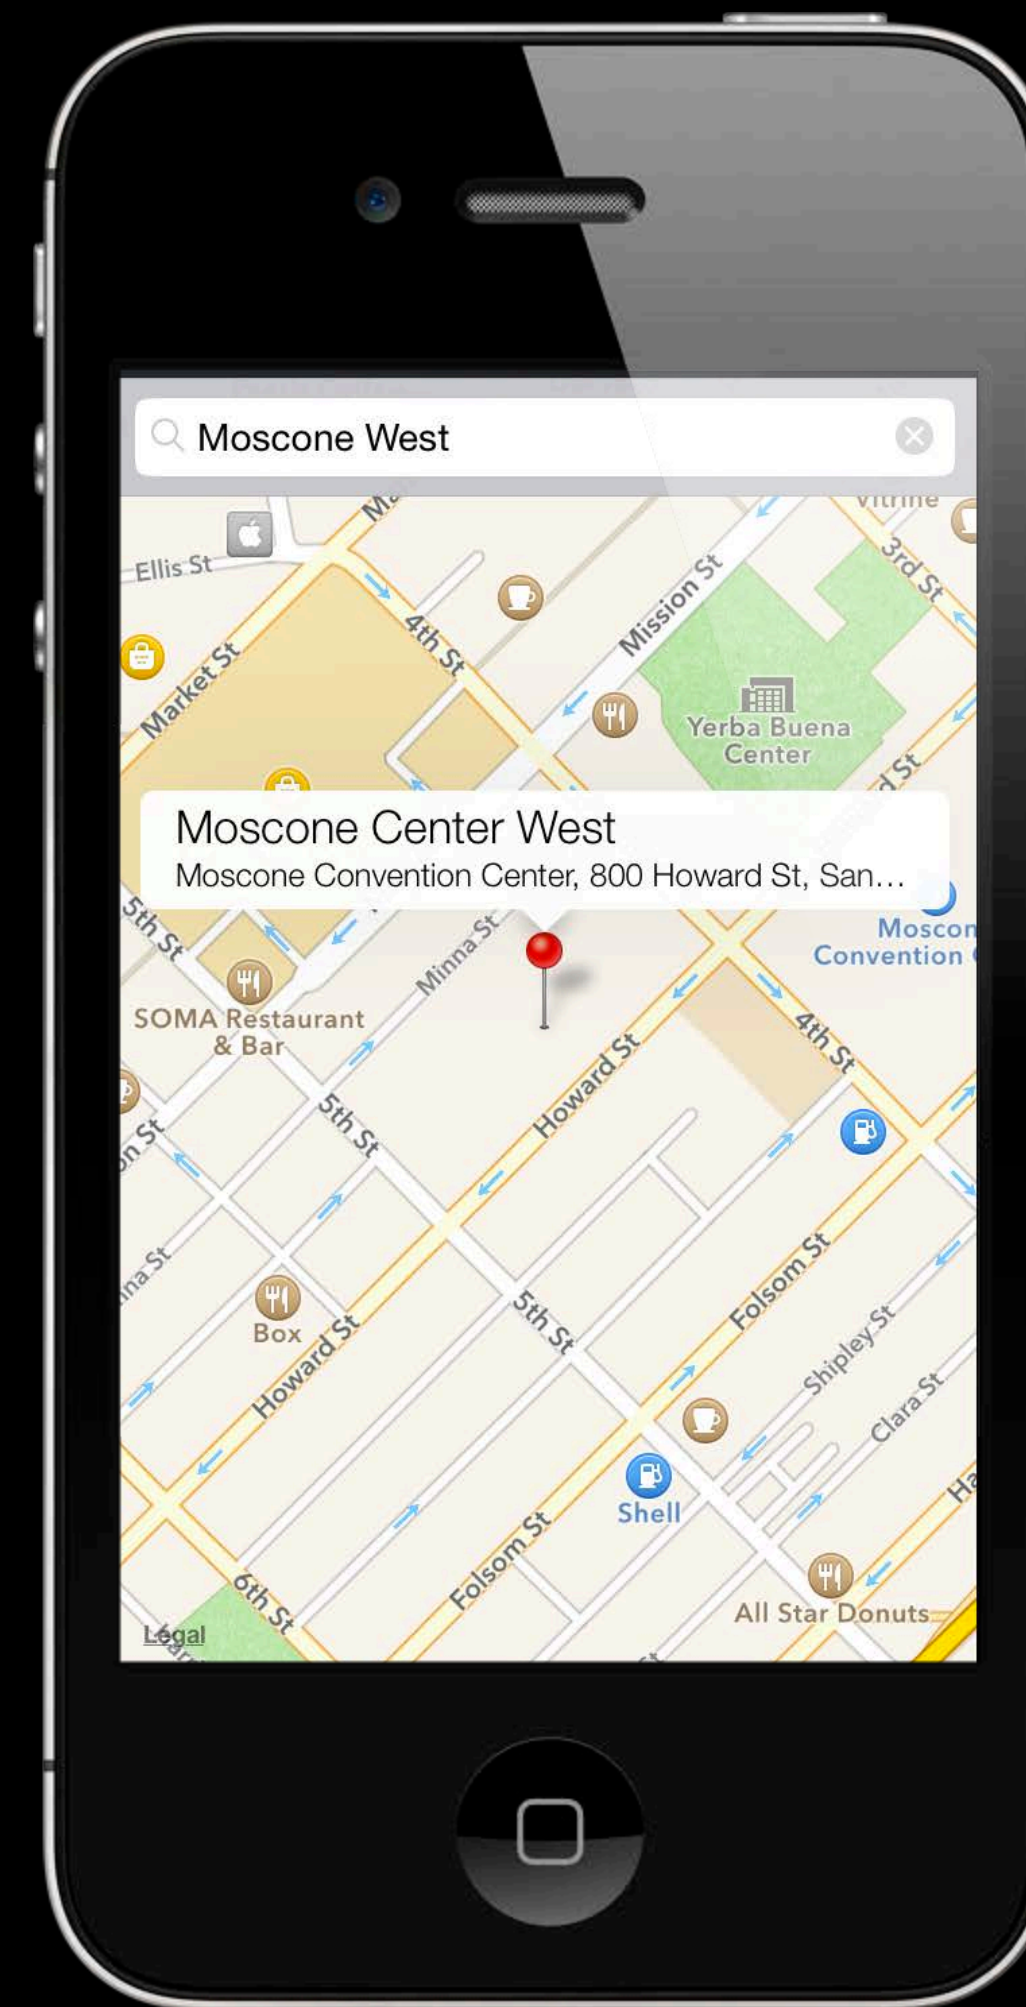 Moscone West
Vitrine
Ellis St
3rd St
Mission St
4th St
Market St
Yerba Buena
Center
Moscone Center West
Moscone Convention Center, 800 Howard St, San…
5th St
Minna St
Moscon
Convention
SOMA Restaurant
& Bar
4th St
Howard St
5th St
Folsom St
Box
Howard St
5th St
Shipley St
Clara St
Shell
Folsom St
6th St
All Star Donuts
Legal